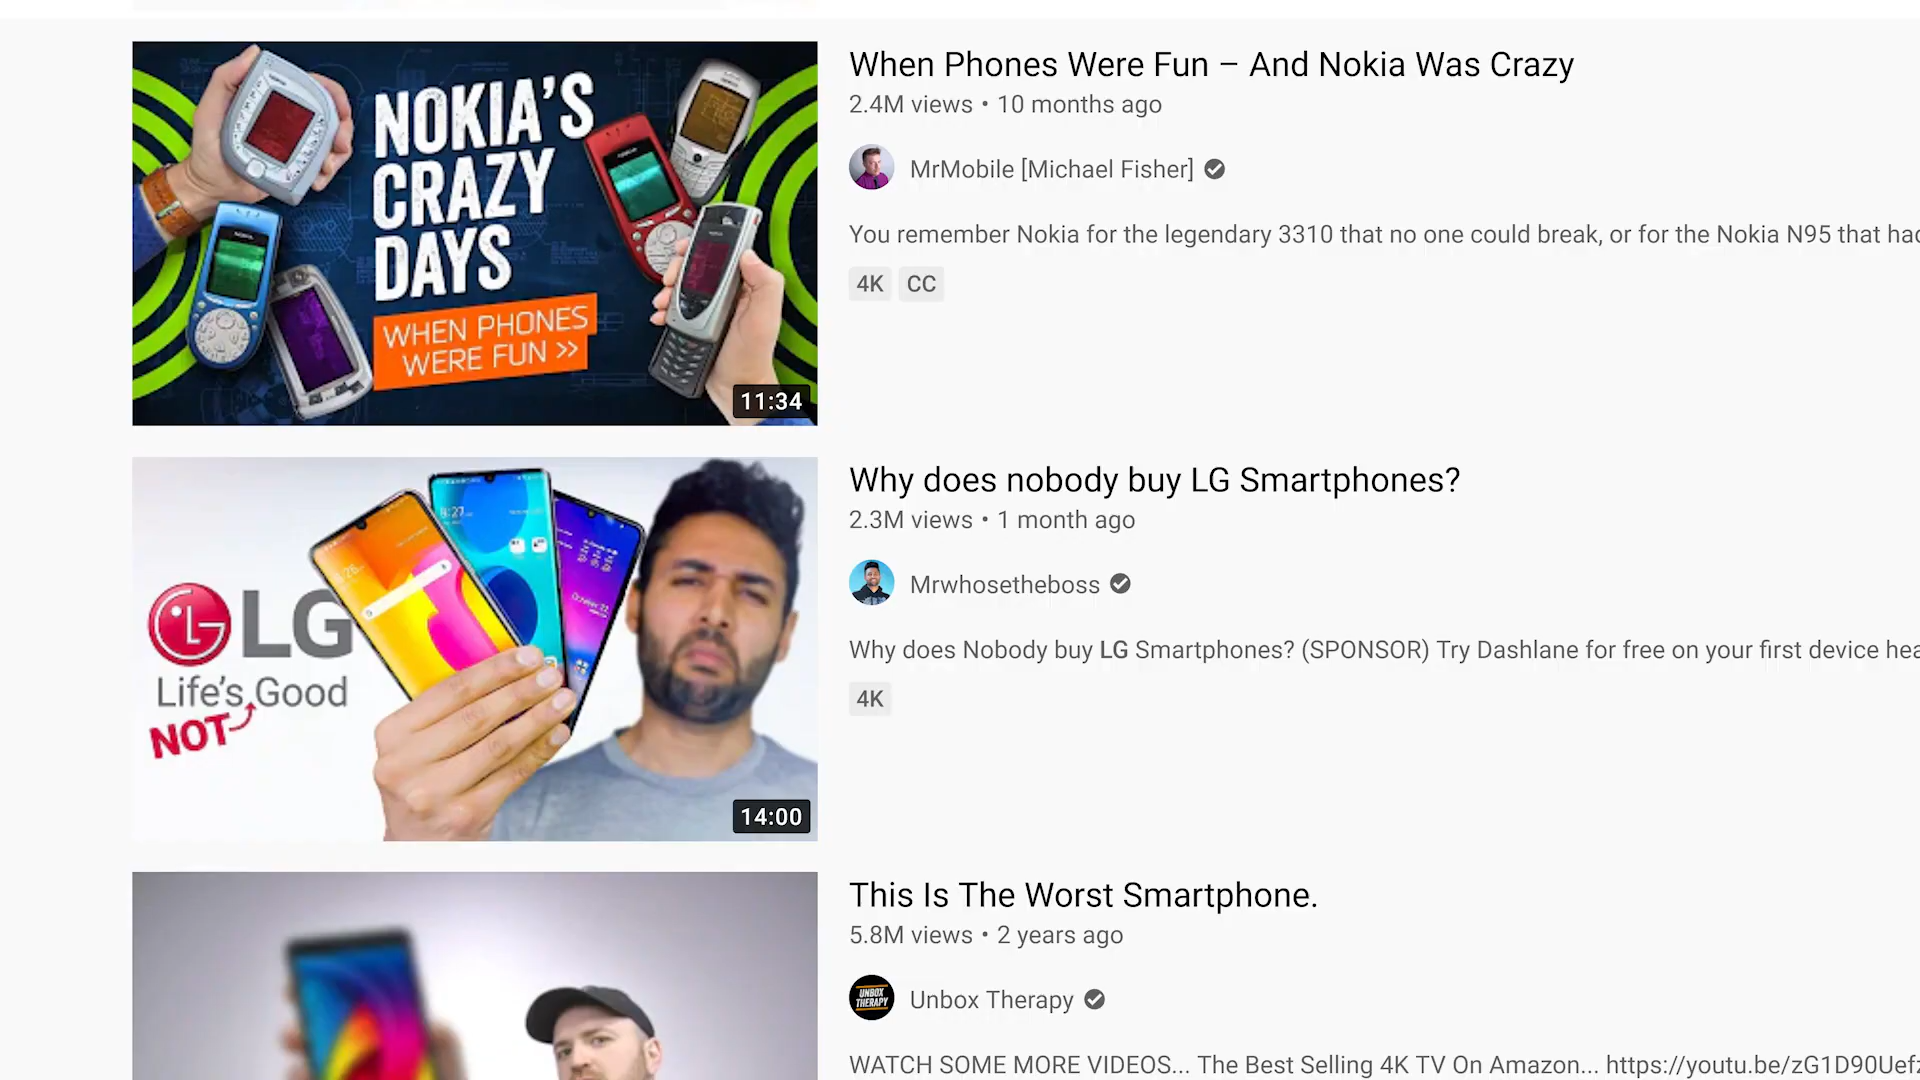 NOKIA'S
CRAZY
DAYS
WHEN PHONES
WERE FUN >>
11:34
When Phones Were Fun – And Nokia Was Crazy
2.4M views • 10 months ago
MrMobile [Michael Fisher]
You remember Nokia for the legendary 3310 that no one could break, or for the Nokia N95 that had
4K CC
LG
Life's Good
NOT
8:27
14:00
Why does nobody buy LG Smartphones?
2.3M views • 1 month ago
Mrwhosetheboss
Why does Nobody buy LG Smartphones? (SPONSOR) Try Dashlane for free on your first device
4K
This Is The Worst Smartphone.
5.8M views • 2 years ago
UNBOX
THERAPY
Unbox Therapy
WATCH SOME MORE VIDEOS... The Best Selling 4K TV On Amazon... https://youtu.be/zG1D90Uef